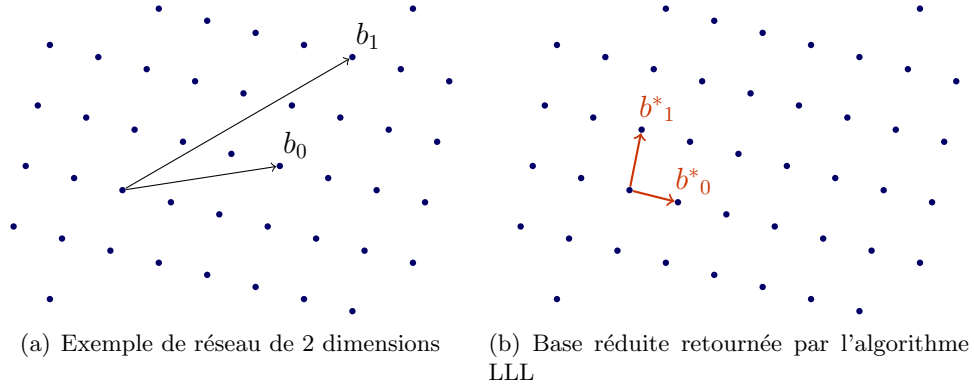 b₁
b₀
b*₁
b*₀
(a) Exemple de réseau de 2 dimensions
(b) Base réduite retournée par l'algorithme
LLL